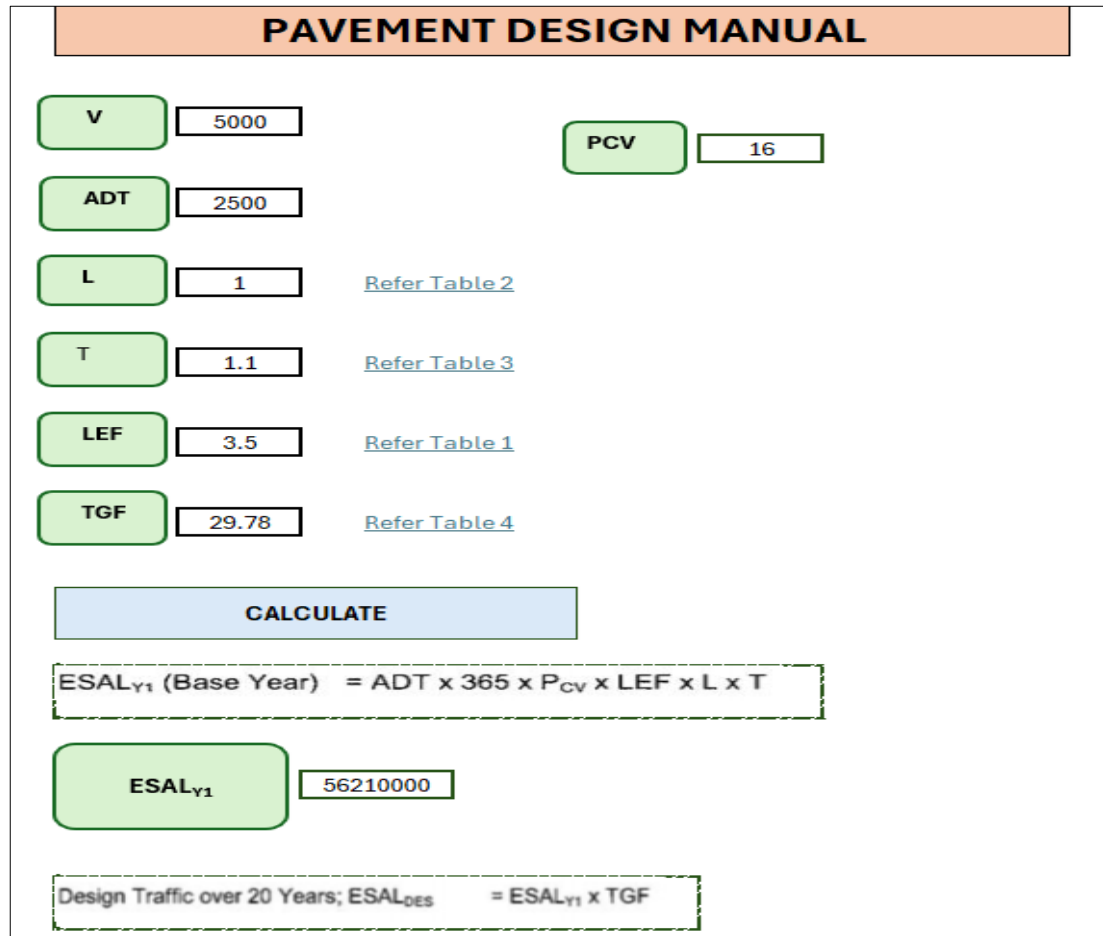 PAVEMENT DESIGN MANUAL
V 5000
PCV 16
ADT 2500
L 1 Refer Table 2
T 1.1 Refer Table 3
LEF 3.5 Refer Table 1
TGF 29.78 Refer Table 4
CALCULATE
ESALY1 (Base Year) = ADT x 365 x PCV x LEF x L x T
ESALY1 56210000
Design Traffic over 20 Years; ESALDES = ESALY1 x TGF